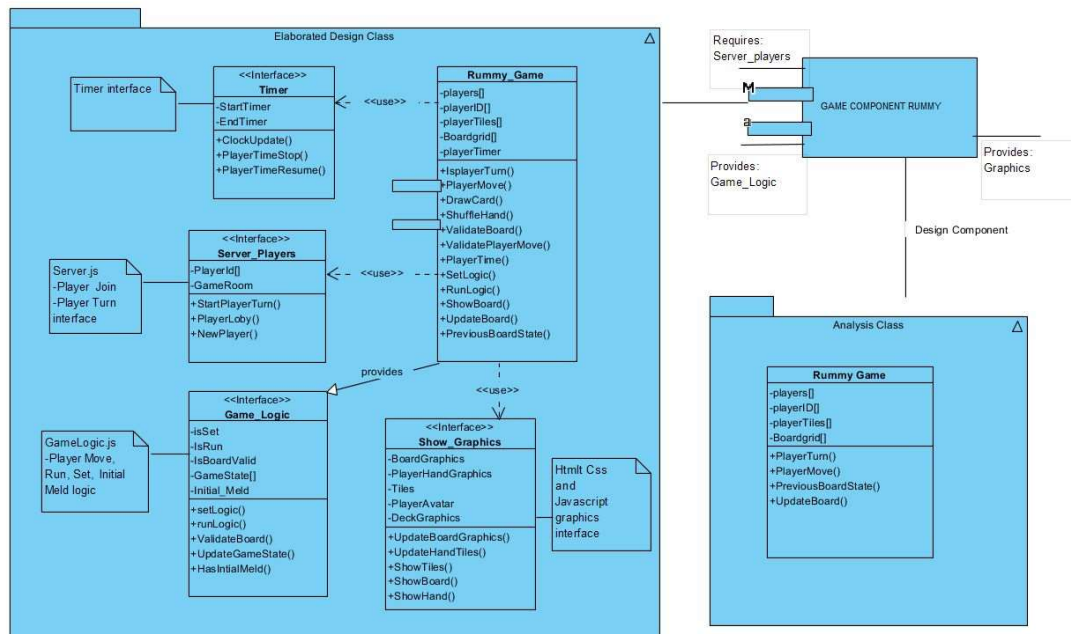 Elaborated Design Class
Timer interface
<<Interface>>
Timer
-StartTimer
-EndTimer
+ClockUpdate()
+PlayerTimeStop()
+PlayerTimeResume()
<<use>>
Rummy_Game
-players[]
-playerID[]
-playerTiles[]
-Boardgrid[]
-playerTimer
+IsplayerTurn()
+PlayerMove()
+DrawCard()
+ShuffleHand()
+ValidateBoard()
+ValidatePlayerMove()
+PlayerTime()
+SetLogic()
+RunLogic()
+ShowBoard()
+UpdateBoard()
+PreviousBoardState()
Server.js
-Player Join
-Player Turn
interface
<<Interface>>
Server_Players
-PlayerId[]
-GameRoom
+StartPlayerTurn()
+PlayerLoby()
+NewPlayer()
<<use>>
provides
<<use>>
GameLogic.js
-Player Move,
Run, Set, Initial
Meld logic
<<Interface>>
Game_Logic
-isSet
-IsRun
-IsBoardValid
-GameState[]
-Initial_Meld
+setLogic()
+runLogic()
+ValidateBoard()
+UpdateGameState()
+HasIntialMeld()
<<Interface>>
Show_Graphics
-BoardGraphics
-PlayerHandGraphics
-Tiles
-PlayerAvatar
-DeckGraphics
+UpdateBoardGraphics()
+UpdateHandTiles()
+ShowTiles()
+ShowBoard()
+ShowHand()
Htmlt Css
and
Javascript
graphics
interface
Requires:
Server_players
M
a
GAME COMPONENT RUMMY
Provides:
Game_Logic
Provides:
Graphics
Design Component
Analysis Class
Rummy Game
-players[]
-playerID[]
-playerTiles[]
-Boardgrid[]
+PlayerTurn()
+PlayerMove()
+PreviousBoardState()
+UpdateBoard()